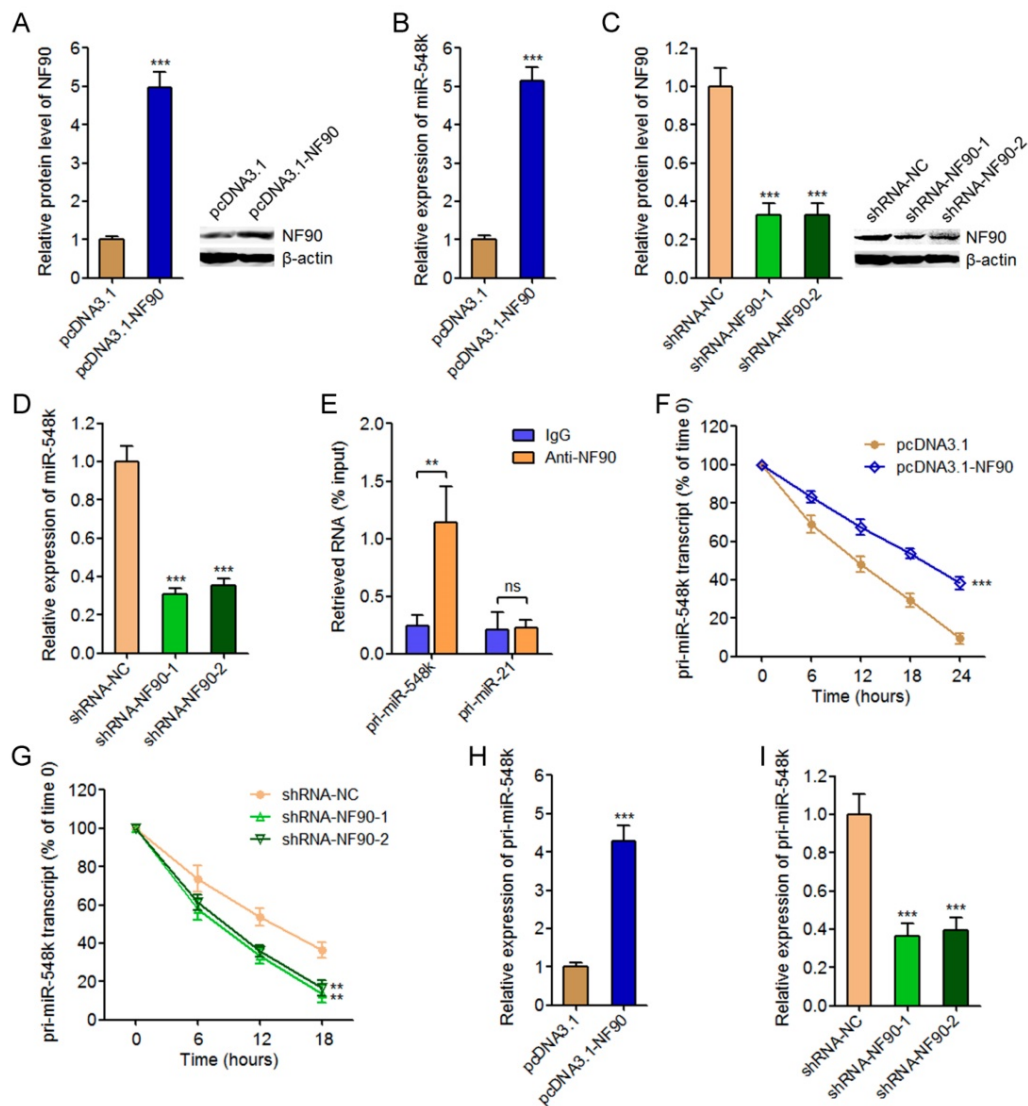 A
Relative protein level of NF90
6
5
4
3
2
1
0
***
pcDNA3.1
pcDNA3.1-NF90
pcDNA3.1
pcDNA3.1-NF90
NF90
β-actin
B
Relative expression of miR-548k
6
5
4
3
2
1
0
***
pcDNA3.1
pcDNA3.1-NF90
C
Relative protein level of NF90
1.2
1.0
0.8
0.6
0.4
0.2
0.0
***
***
shRNA-NC
shRNA-NF90-1
shRNA-NF90-2
shRNA-NC
shRNA-NF90-1
shRNA-NF90-2
NF90
β-actin
D
Relative expression of miR-548k
1.2
1.0
0.8
0.6
0.4
0.2
0.0
***
***
shRNA-NC
shRNA-NF90-1
shRNA-NF90-2
E
Retrieved RNA (% input)
2.0
1.5
1.0
0.5
0.0
IgG
Anti-NF90
**
ns
pri-miR-548k
pri-miR-21
F
pri-miR-548k transcript (% of time 0)
120
100
80
60
40
20
0
pcDNA3.1
pcDNA3.1-NF90
***
0 6 12 18 24
Time (hours)
G
pri-miR-548k transcript (% of time 0)
120
100
80
60
40
20
0
shRNA-NC
shRNA-NF90-1
shRNA-NF90-2
**
**
0 6 12 18
Time (hours)
H
Relative expression of pri-miR-548k
6
5
4
2
1
0
***
pcDNA3.1
pcDNA3.1-NF90
I
Relative expression of pri-miR-548k
1.2
1.0
0.8
0.6
0.4
0.2
0.0
***
***
shRNA-NC
shRNA-NF90-1
shRNA-NF90-2